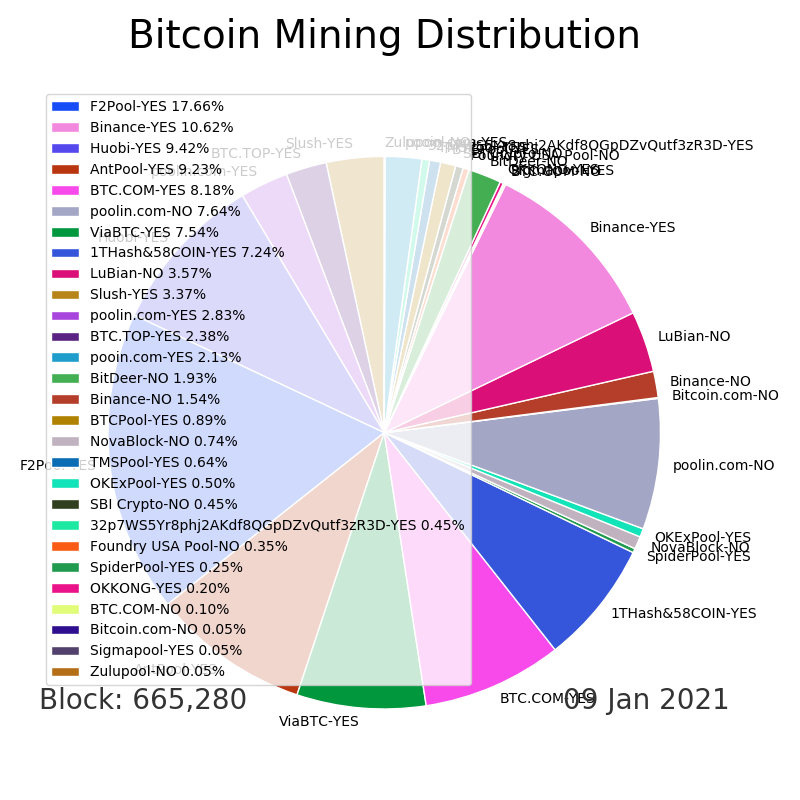 Bitcoin Mining Distribution
F2Pool-YES 17.66%
Binance-YES 10.62%
Huobi-YES 9.42%
AntPool-YES 9.23%
BTC.COM-YES 8.18%
poolin.com-NO 7.64%
ViaBTC-YES 7.54%
1THash&58COIN-YES 7.24%
LuBian-NO 3.57%
Slush-YES 3.37%
poolin.com-YES 2.83%
BTC.TOP-YES 2.38%
pooin.com-YES 2.13%
BitDeer-NO 1.93%
Binance-NO 1.54%
BTCPool-YES 0.89%
NovaBlock-NO 0.74%
TMSPool-YES 0.64%
OKExPool-YES 0.50%
SBI Crypto-NO 0.45%
32p7WS5Yr8phj2AKdf8QGpDZvQutf3zR3D-YES 0.45%
Foundry USA Pool-NO 0.35%
SpiderPool-YES 0.25%
OKKONG-YES 0.20%
BTC.COM-NO 0.10%
Bitcoin.com-NO 0.05%
Sigmapool-YES 0.05%
Zulupool-NO 0.05%
Slush-YES
Zulupool-NO
BTC.TOP-YES
BitDeer-NO
Binance-YES
LuBian-NO
Binance-NO
Bitcoin.com-NO
F2Pool-YES
poolin.com-NO
OKExPool-YES
NovaBlock-NO
SpiderPool-YES
1THash&58COIN-YES
BTC.COM-YES
ViaBTC-YES
Block: 665,280
09 Jan 2021